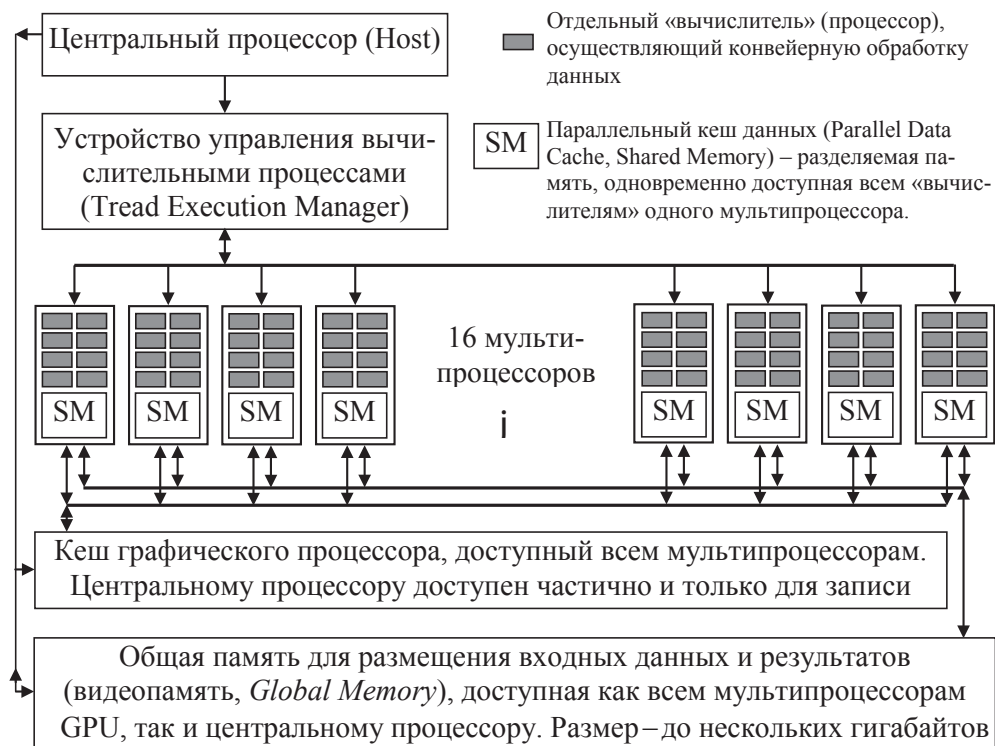 Центральный процессор (Host)
Отдельный «вычислитель» (процессор),
осуществляющий конвейерную обработку
данных
Устройство управления вычи-
слительными процессами
(Tread Execution Manager)
SM
Параллельный кеш данных (Parallel Data
Cache, Shared Memory) – разделяемая па-
мять, одновременно доступная всем «вычис-
лителям» одного мультипроцессора.
16 мульти-
процессоров
i
SM SM SM SM SM SM SM SM
Кеш графического процессора, доступный всем мультипроцессорам.
Центральному процессору доступен частично и только для записи
Общая память для размещения входных данных и результатов
(видеопамять, Global Memory), доступная как всем мультипроцессорам
GPU, так и центральному процессору. Размер – до нескольких гигабайтов